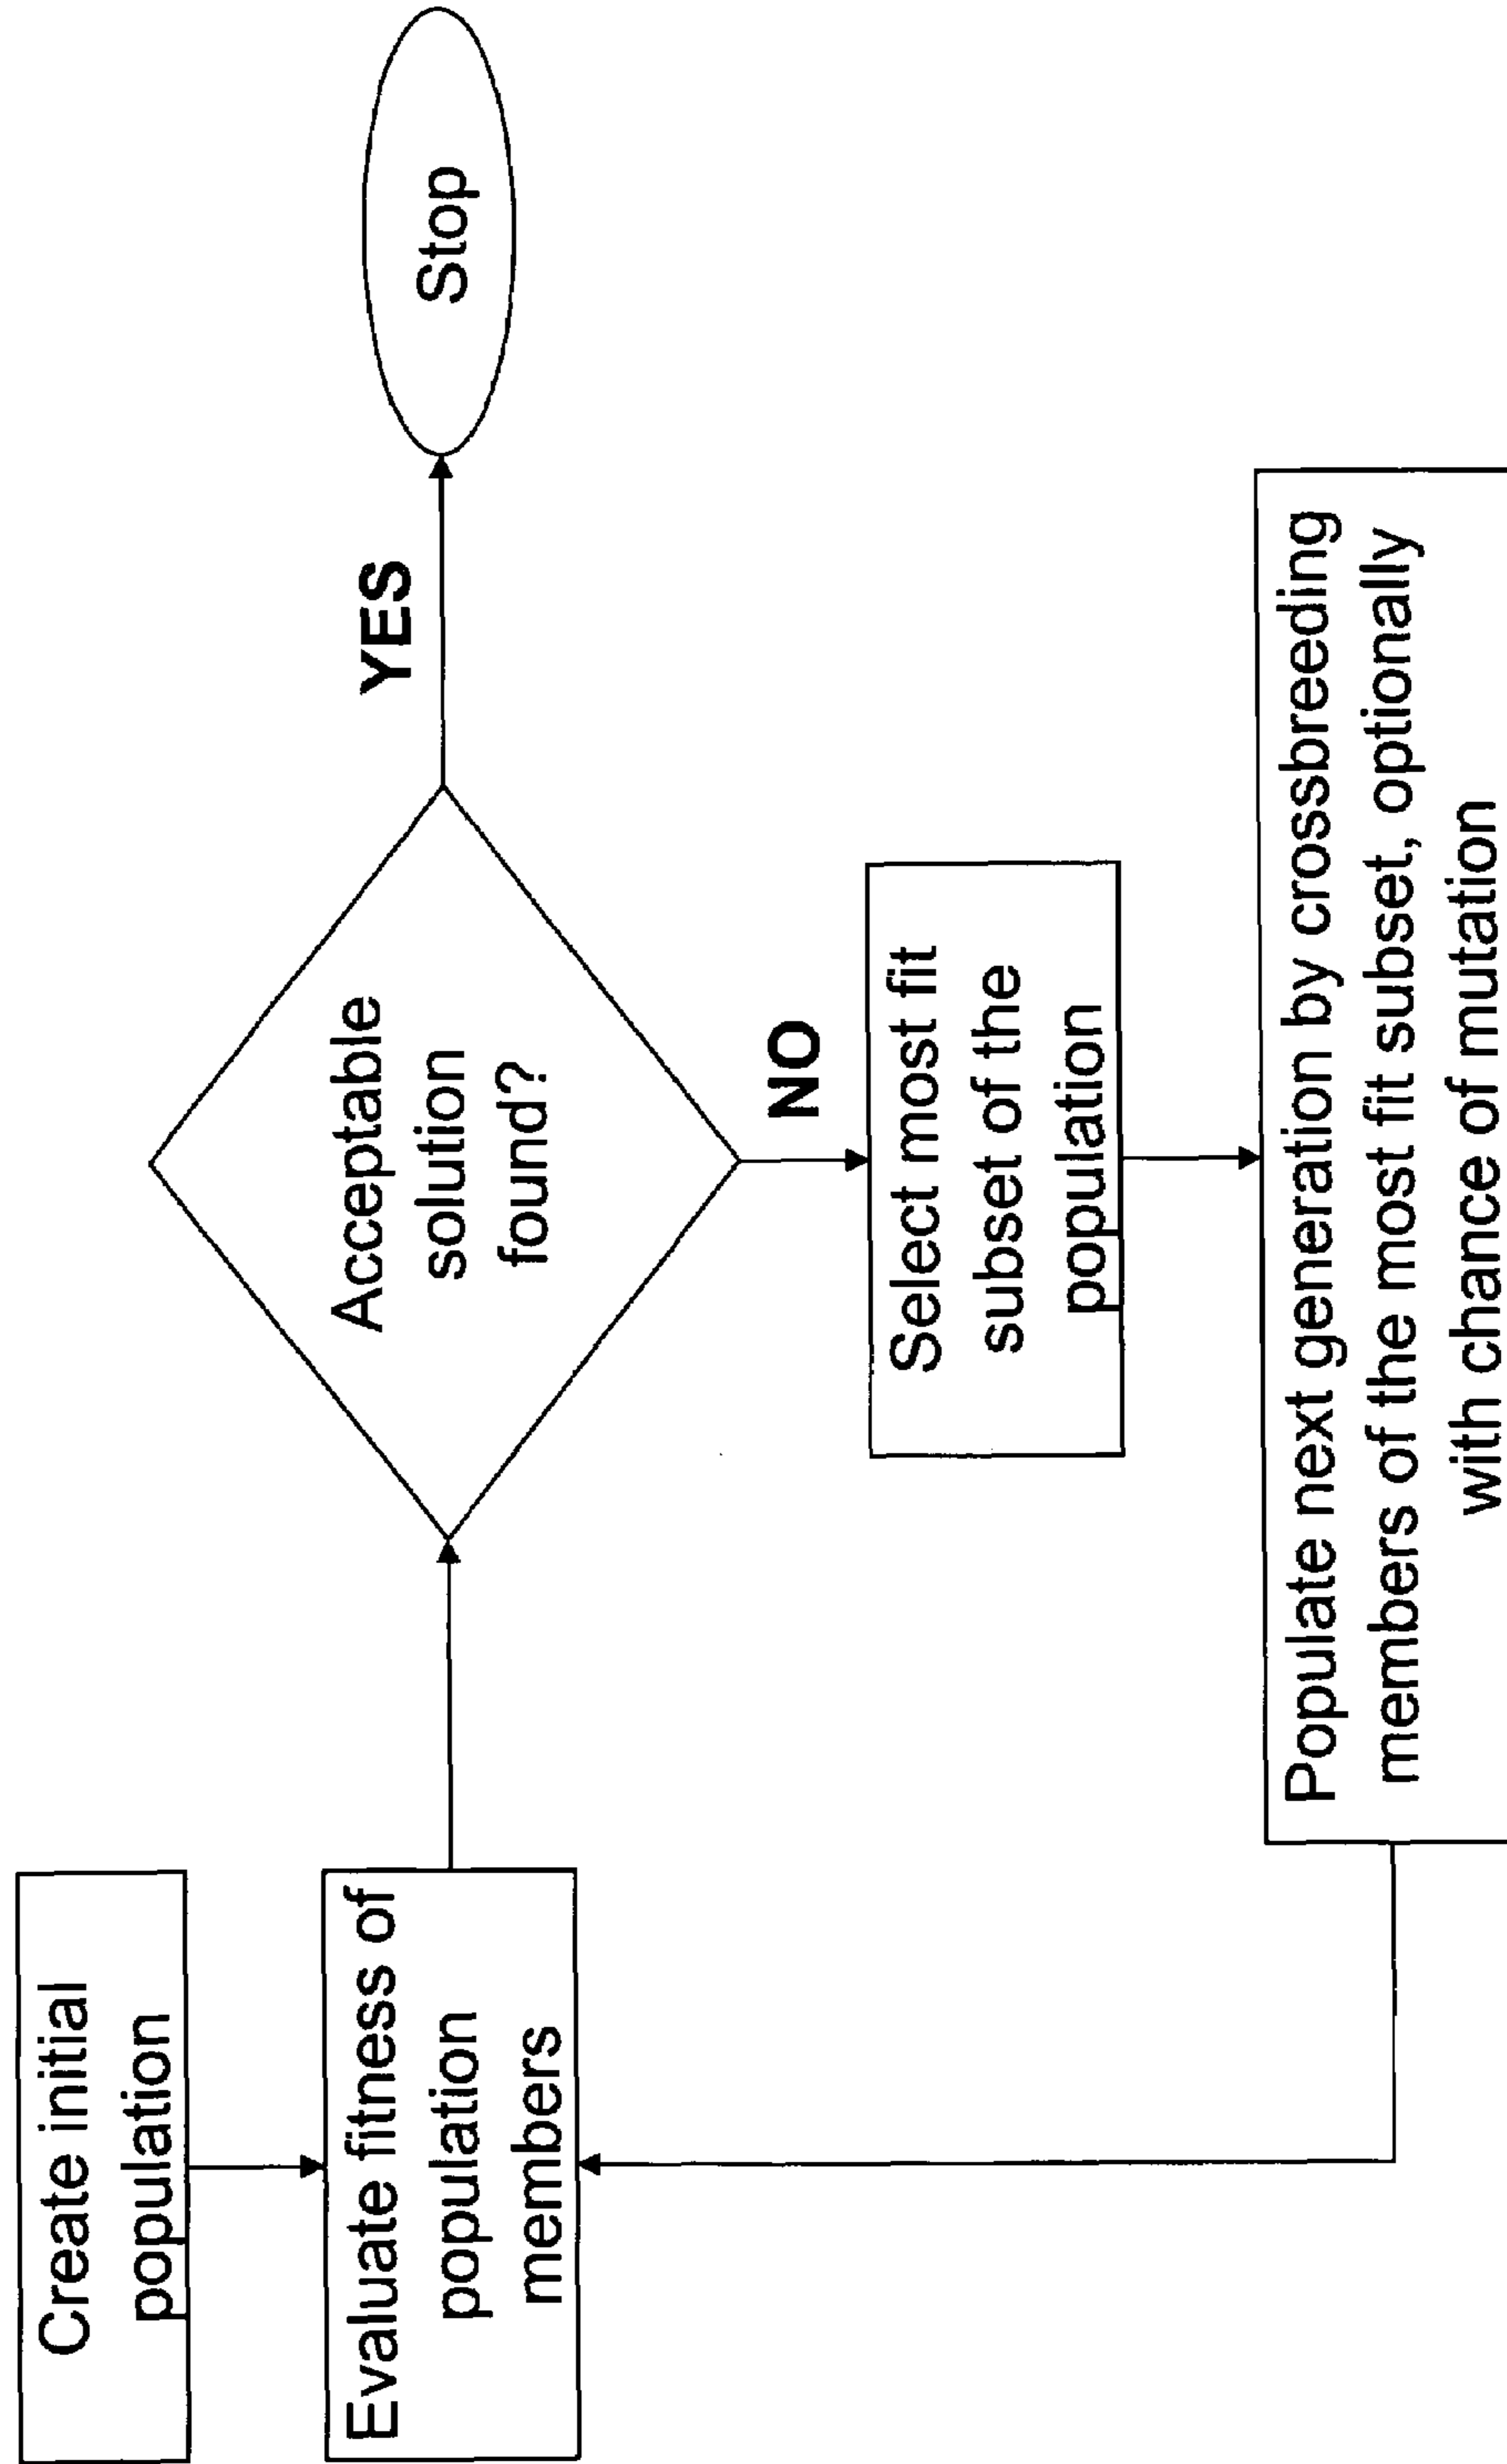 Create initial
population
Evaluate fitness of
population
members
Acceptable
solution
found?
YES
Stop
NO
Select most fit
subset of the
population
Populate next generation by crossbreeding
members of the most fit subset, optionally
with chance of mutation